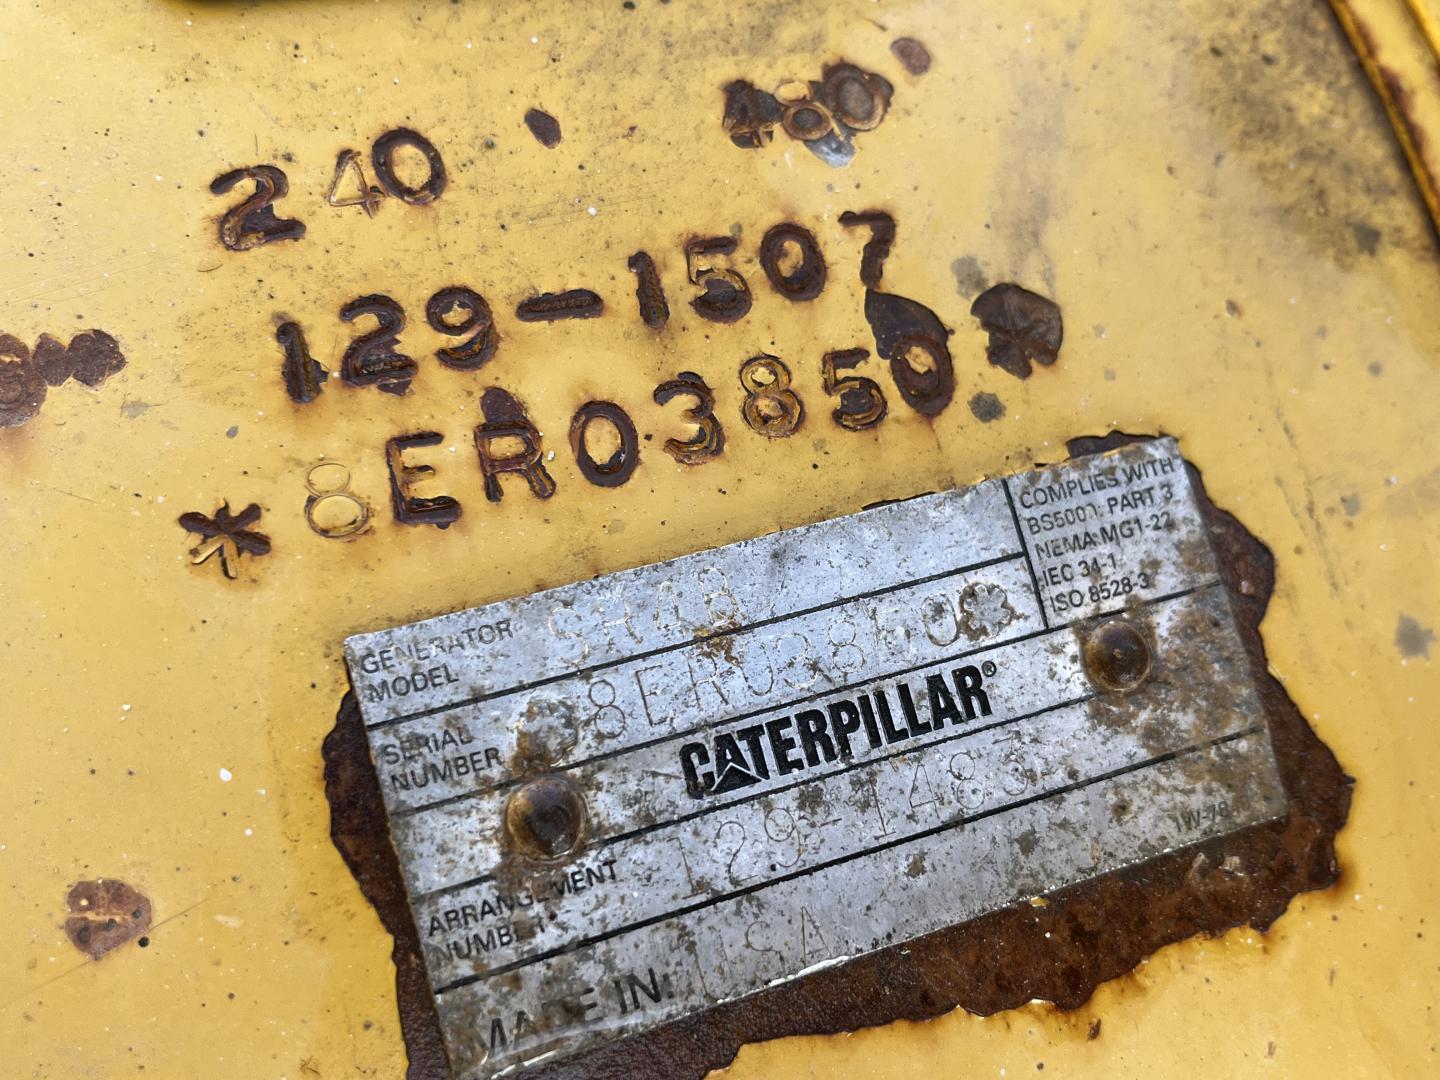 240 480
129-1507
*8ER03850*
GENERATOR MODEL SR4B
SERIAL NUMBER *8ER03850*
COMPLIES WITH
BS5000: PART 3
NEMA MG1-22
IEC 34-1
ISO 8528-3
CATERPILLAR®
ARRANGEMENT NUMBER 129-1483
MADE IN: USA